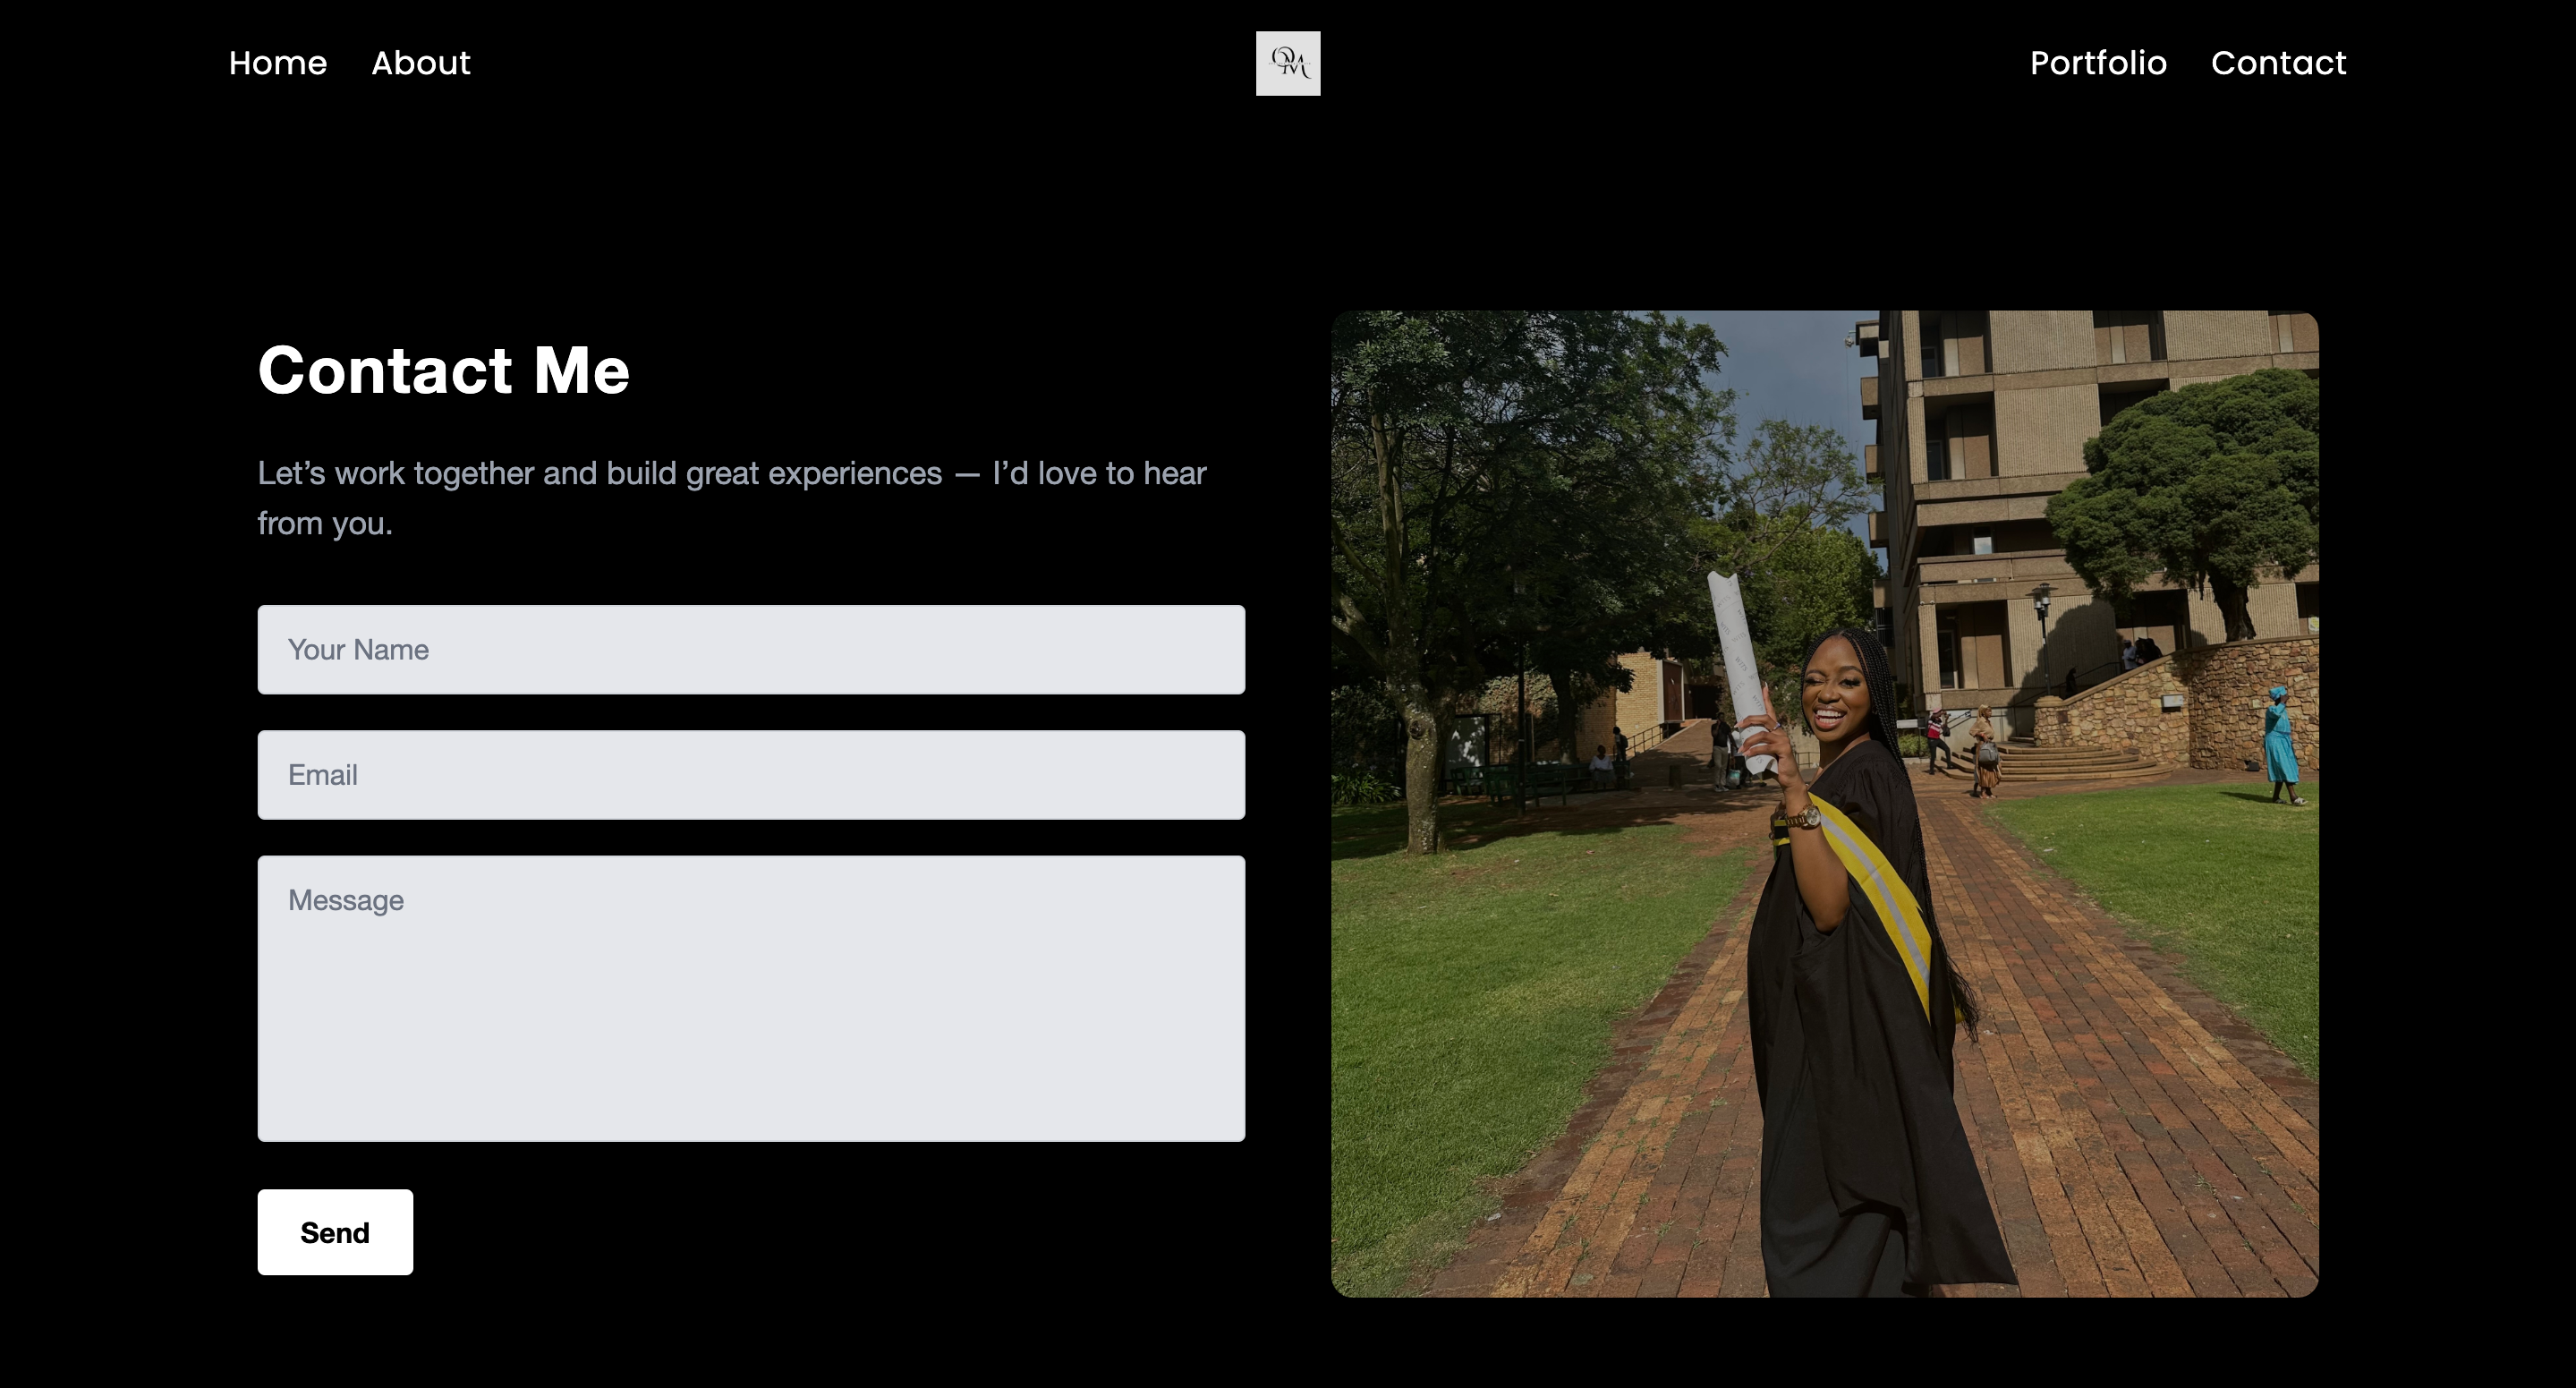 Home About Portfolio Contact
Contact Me
Let’s work together and build great experiences — I’d love to hear
from you.
Your Name
Email
Message
Send